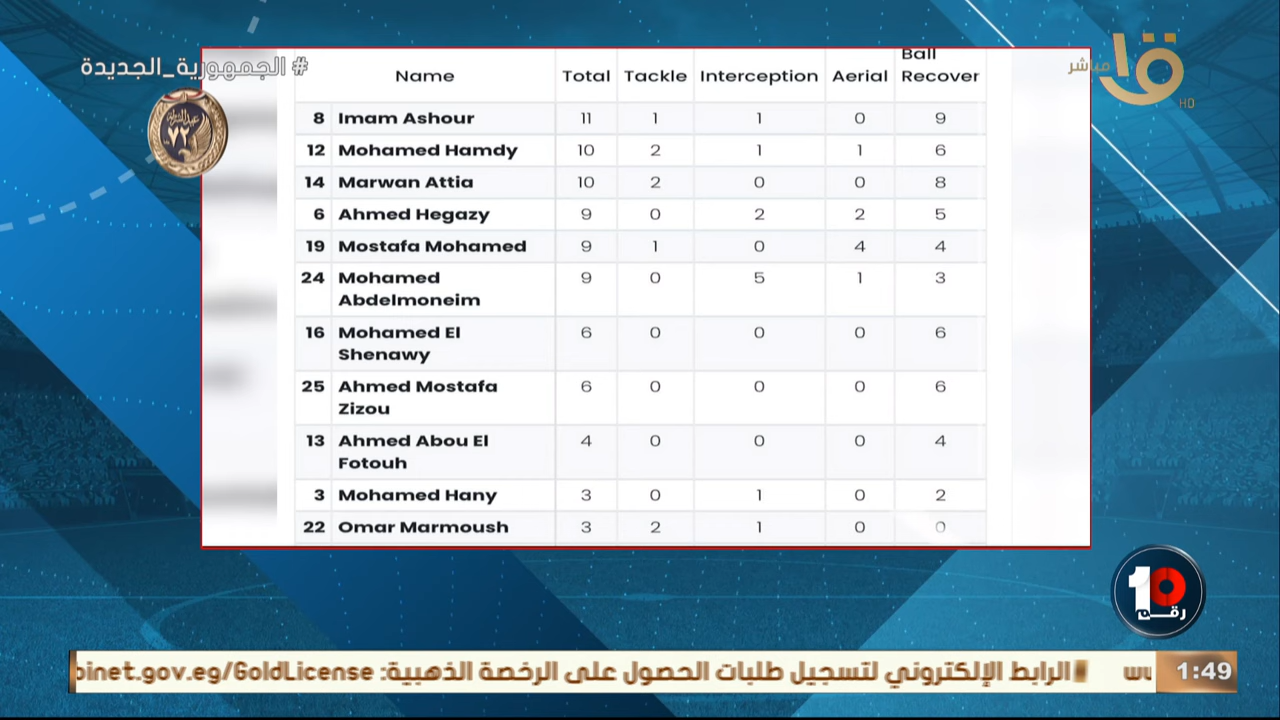 #الجمهورية_الجديدة
مباشر
HD
Name Total Tackle Interception Aerial Ball
Recover
8 Imam Ashour 11 1 1 0 9
12 Mohamed Hamdy 10 2 1 1 6
14 Marwan Attia 10 2 0 0 8
6 Ahmed Hegazy 9 0 2 2 5
19 Mostafa Mohamed 9 1 0 4 4
24 Mohamed 9 0 5 1 3
Abdelmoneim
16 Mohamed El 6 0 0 0 6
Shenawy
25 Ahmed Mostafa 6 0 0 0 6
Zizou
13 Ahmed Abou El 4 0 0 0 4
Fotouh
3 Mohamed Hany 3 0 1 0 2
22 Omar Marmoush 3 2 1 0 0
رقم 10
الرابط الإلكتروني لتسجيل طلبات الحصول على الرخصة الذهبية: binet.gov.eg/GoldLicense
1:49